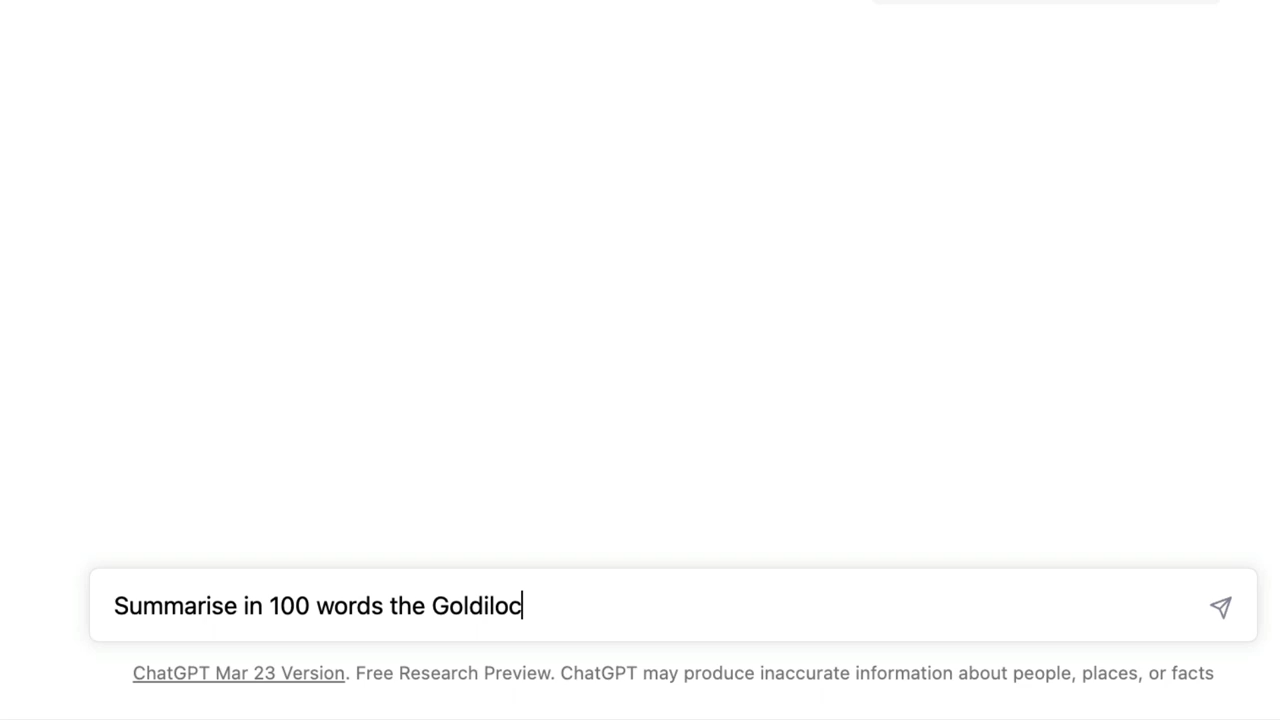 Summarise in 100 words the Goldiloc
ChatGPT Mar 23 Version. Free Research Preview. ChatGPT may produce inaccurate information about people, places, or facts